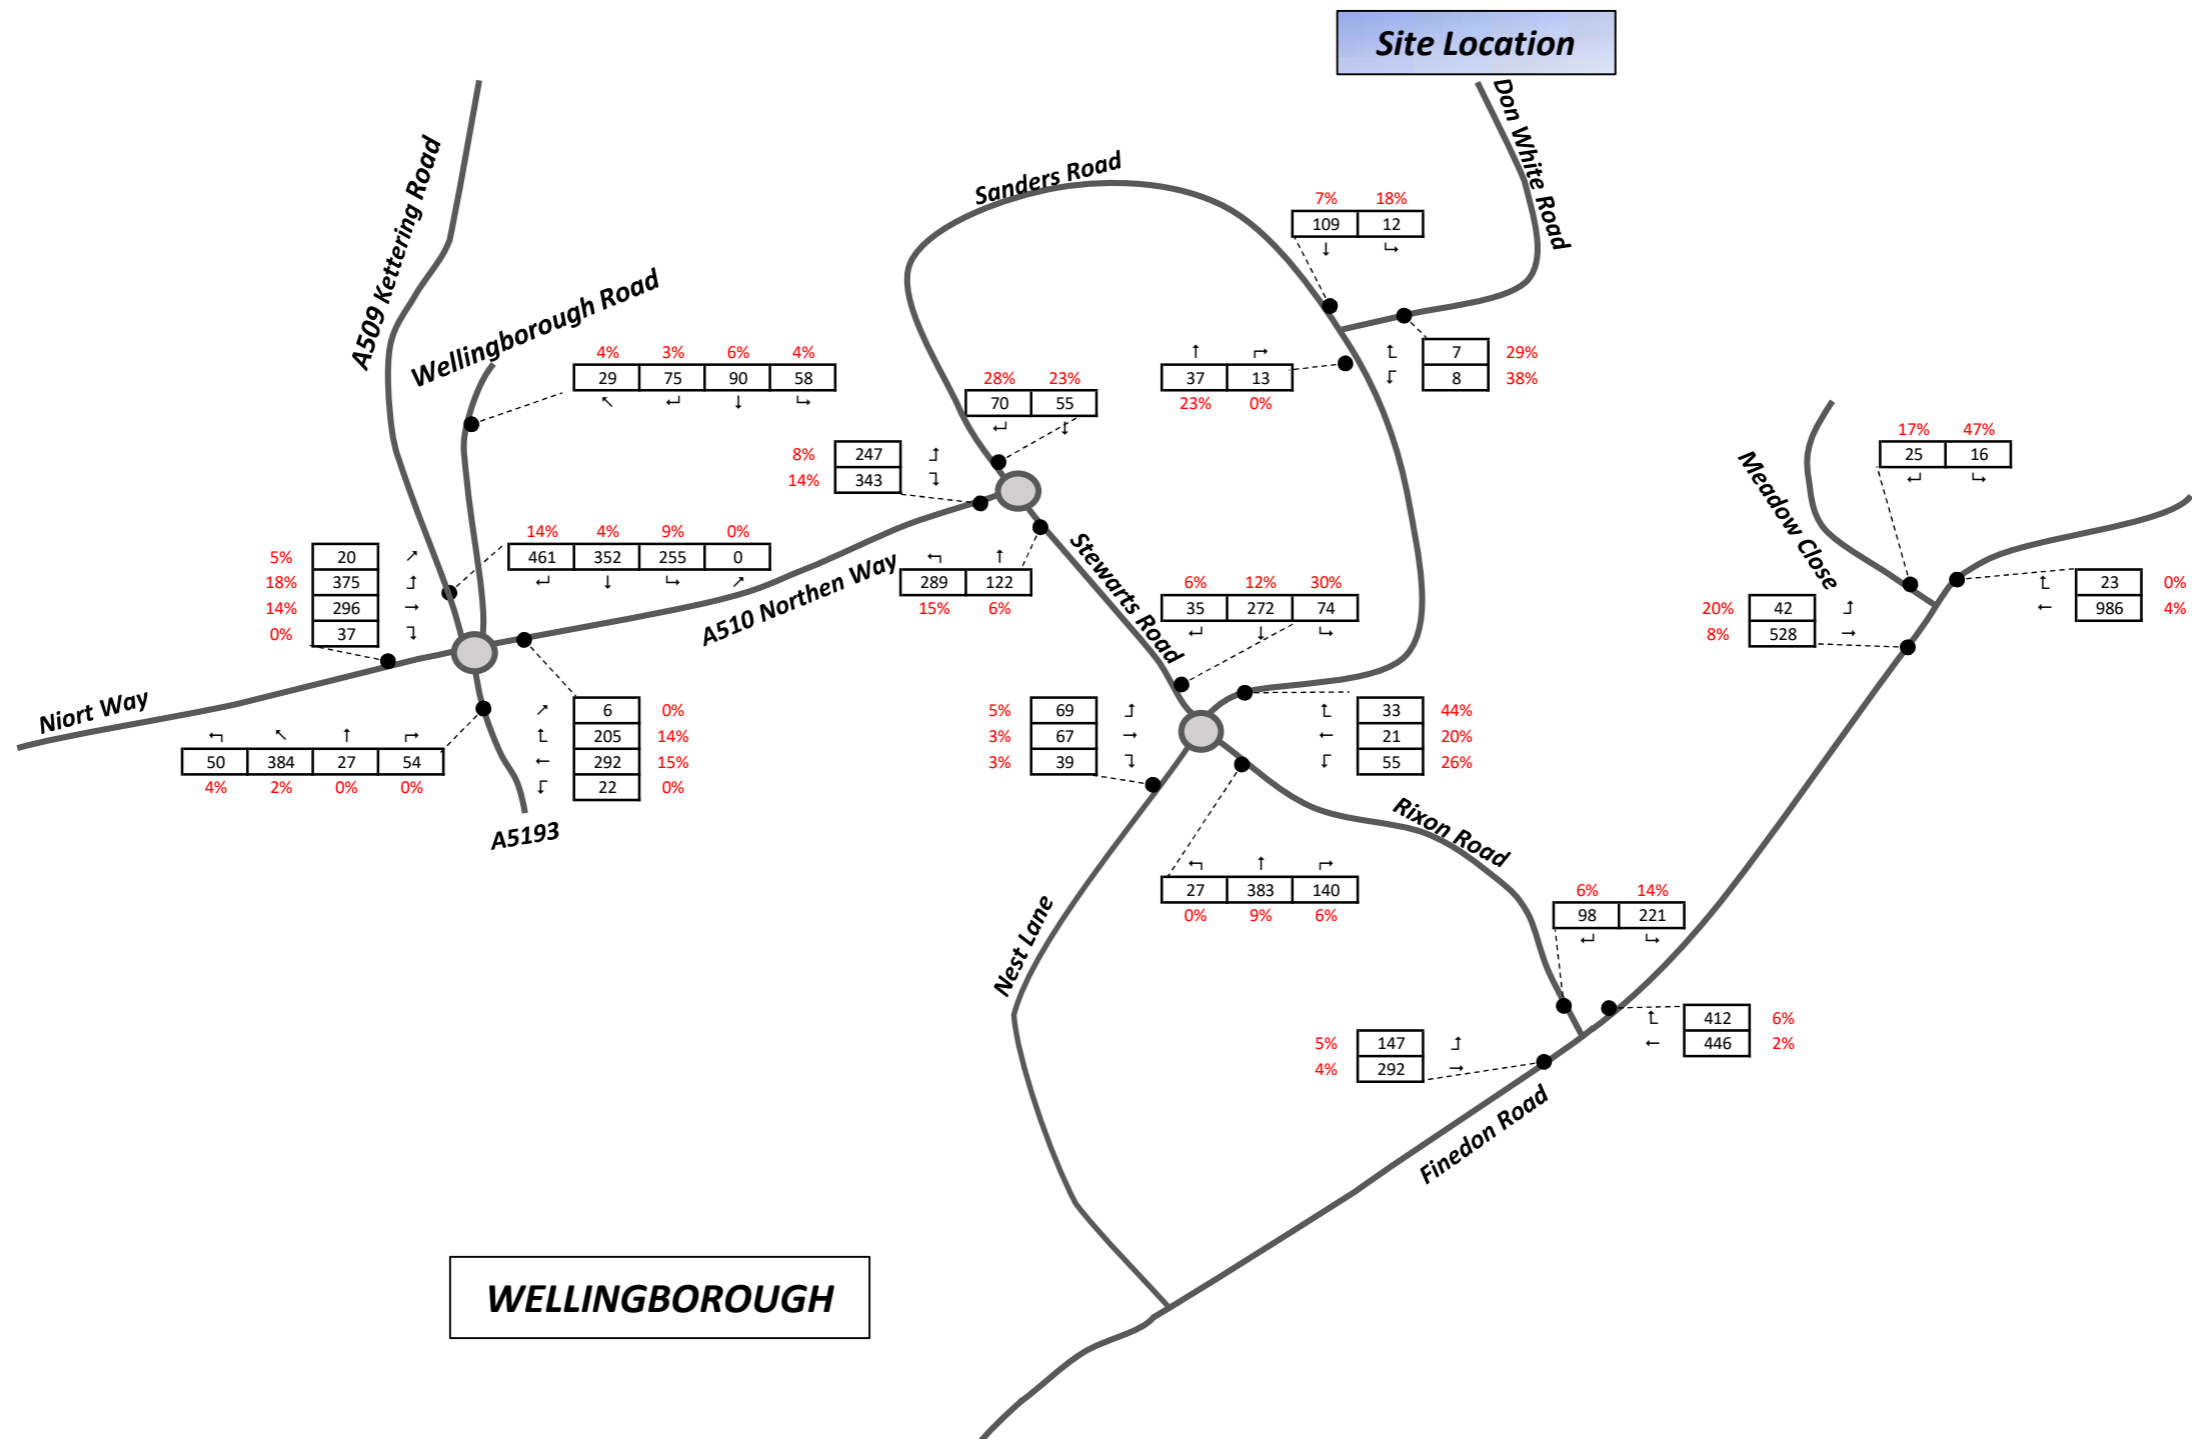 Site Location
Don White Road
A509 Kettering Road
Sanders Road
7% 18%
109 12
↓ ↳
Wellingborough Road
4% 3% 6% 4%
29 75 90 58
↖ ↵ ↓ ↳
↑ ↱
37 13
23% 0%
↑ 7 29%
↓ 8 38%
28% 23%
70 55
↵ ↓
8% 247 ↑
14% 343 ↴
Meadow Close
17% 47%
25 16
↵ ↳
14% 4% 9% 0%
461 352 255 0
↵ ↓ ↳ ↗
5% 20 ↗
18% 375 ↑
14% 296 →
0% 37 ↴
A510 Northen Way
↰ ↑
289 122
15% 6%
Stewarts Road
6% 12% 30%
35 272 74
↵ ↓ ↳
20% 42 ↑
8% 528 →
↑ 23 0%
← 986 4%
Niort Way
↰ ↖ ↑ ↱
50 384 27 54
4% 2% 0% 0%
↗ 6 0%
↑ 205 14%
← 292 15%
↓ 22 0%
A5193
5% 69 ↑
3% 67 →
3% 39 ↴
↑ 33 44%
← 21 20%
↓ 55 26%
Rixon Road
↰ ↑ ↱
27 383 140
0% 9% 6%
Nest Lane
6% 14%
98 221
↵ ↳
5% 147 ↑
4% 292 →
↑ 412 6%
← 446 2%
Finedon Road
WELLINGBOROUGH